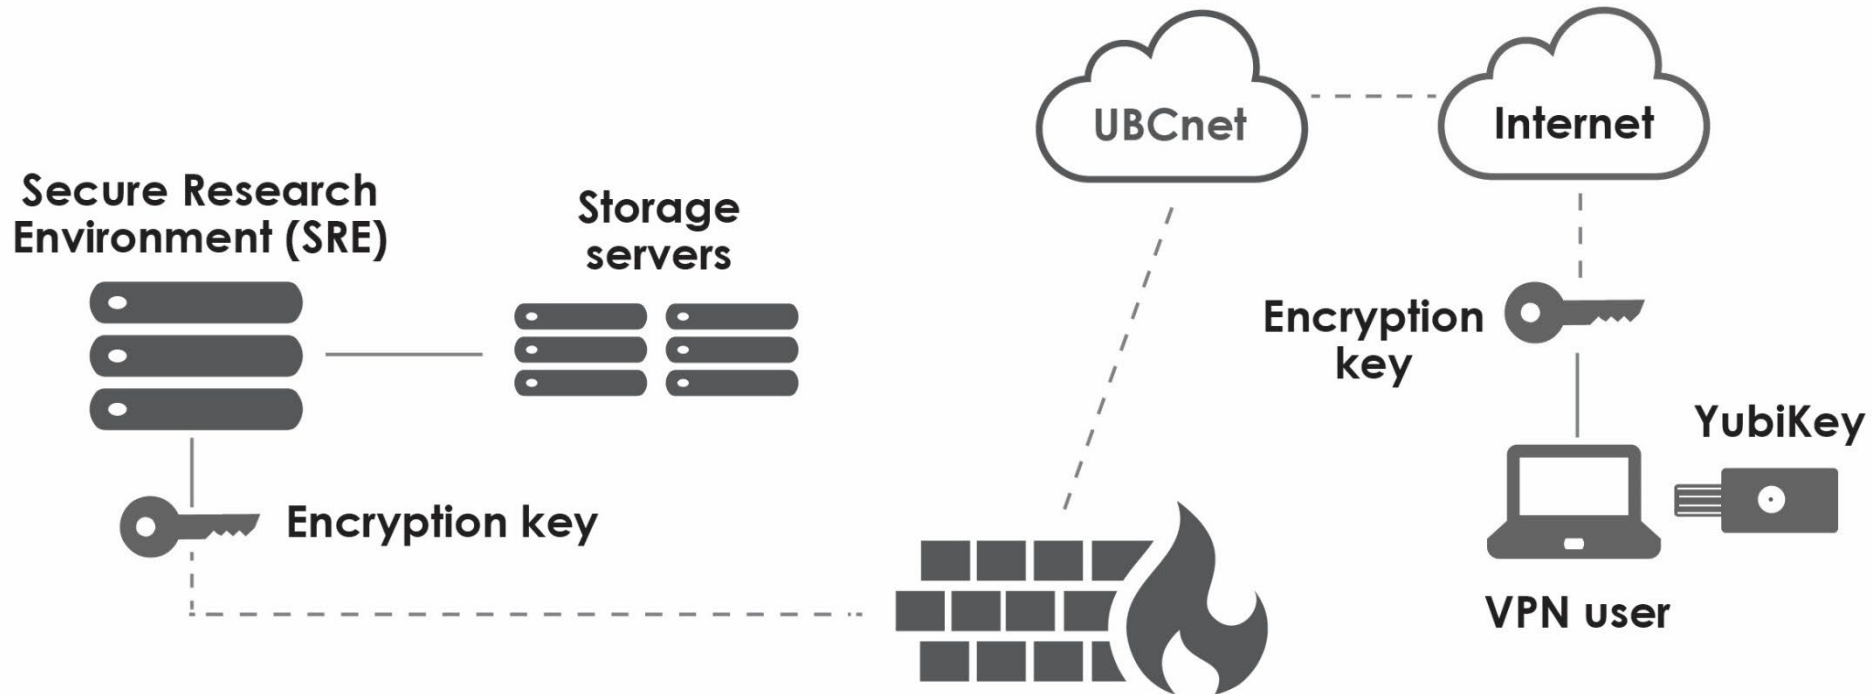 UBCnet
Internet
Secure Research
Environment (SRE)
Storage
servers
Encryption
key
YubiKey
Encryption key
VPN user